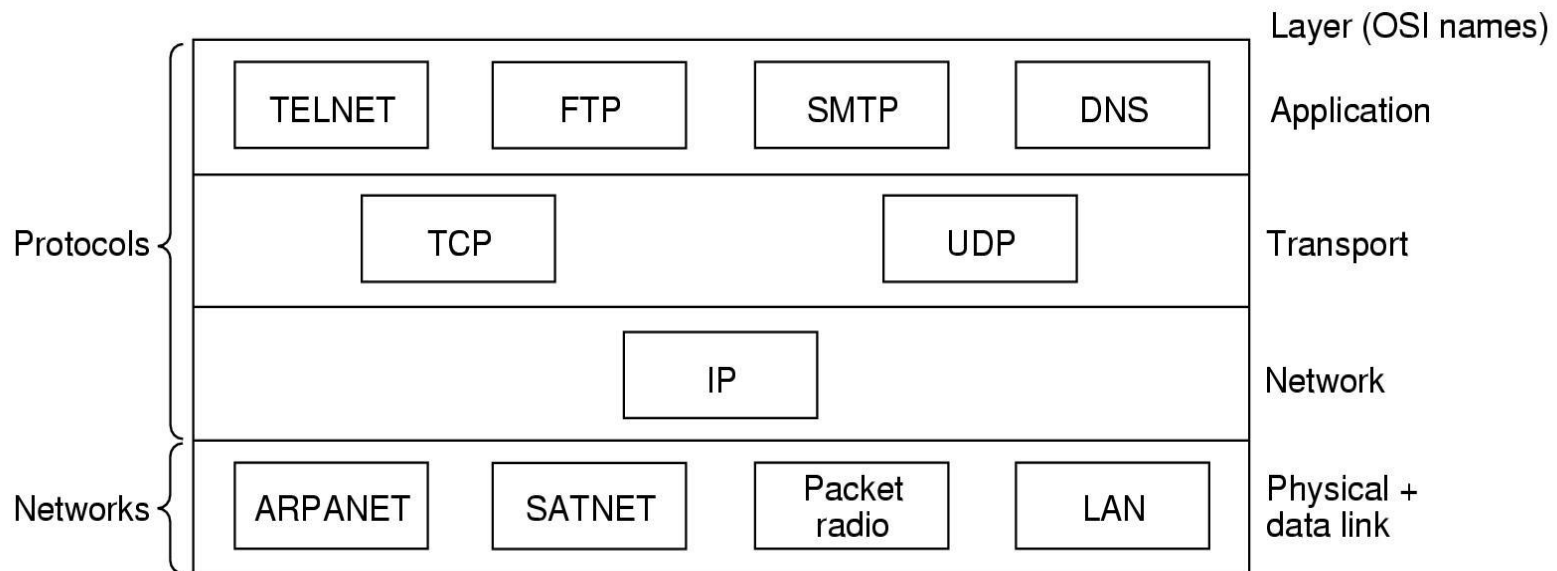 Layer (OSI names)
TELNET FTP SMTP DNS Application
Protocols TCP UDP Transport
IP Network
Networks ARPANET SATNET Packet radio LAN Physical + data link